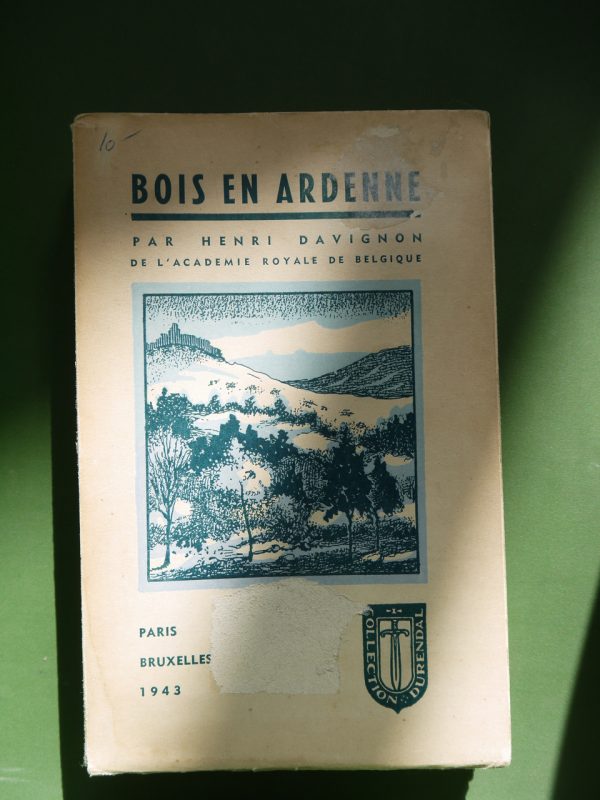 10-
BOIS EN ARDENNE
PAR HENRI DAVIGNON
DE L'ACADEMIE ROYALE DE BELGIQUE
PARIS
BRUXELLES
1943
COLLECTION DURENDAL